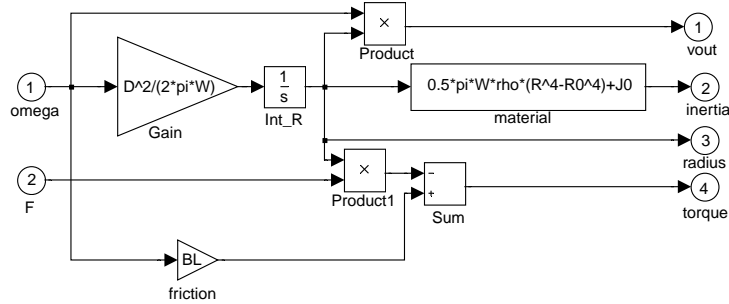 ×
Product
1
vout
1
omega
D^2/(2*pi*W)
Gain
1
s
Int_R
0.5*pi*W*rho*(R^4-R0^4)+J0
material
2
inertia
3
radius
2
F
×
Product1
−
+
Sum
4
torque
BL
friction